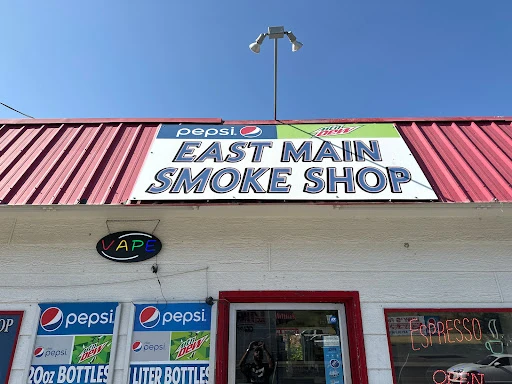 pepsi. Mtn Dew
EAST MAIN
SMOKE SHOP
VAPE
OP
pepsi.
pepsi. Mtn Dew
20oz BOTTLES
pepsi.
pepsi. Mtn Dew
LITER BOTTLES
ESPRESSO
OPEN